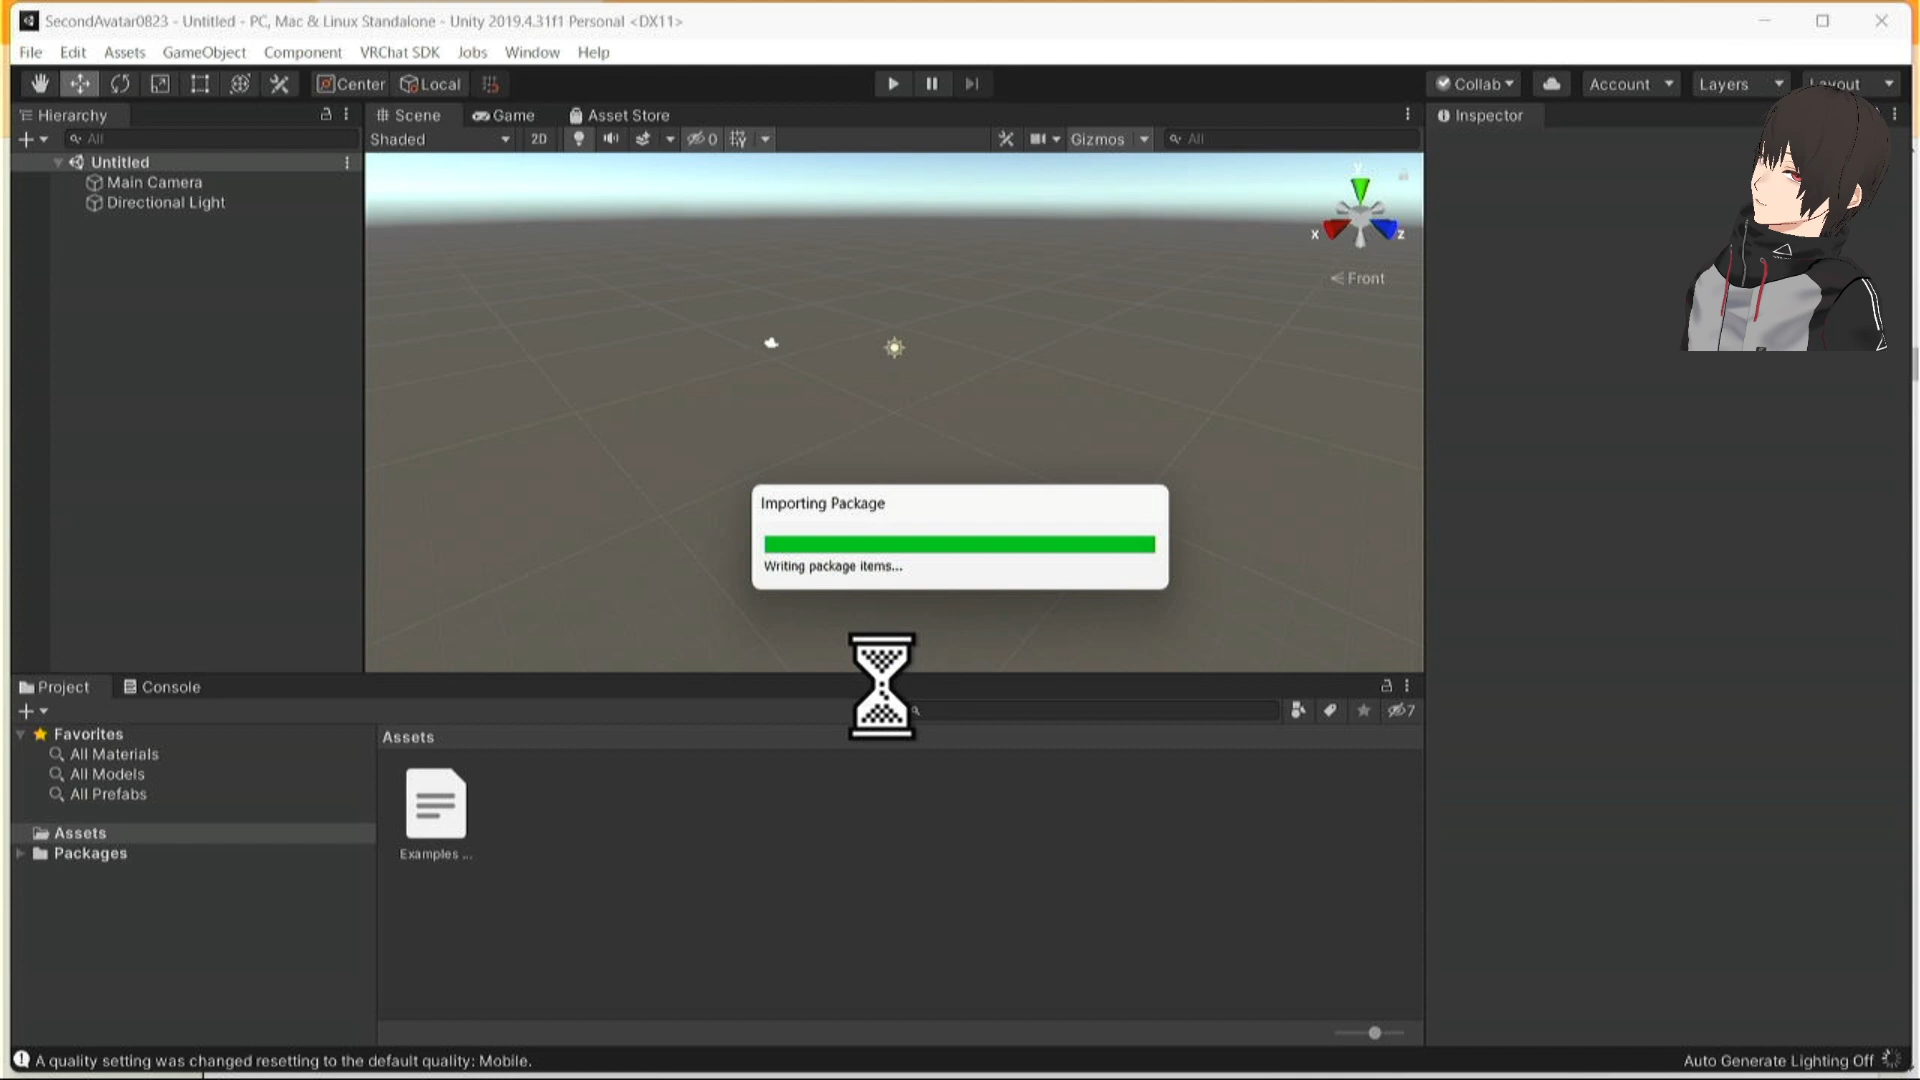 SecondAvatar0823 - Untitled - PC, Mac & Linux Standalone - Unity 2019.4.31f1 Personal <DX11>
File Edit Assets GameObject Component VRChat SDK Jobs Window Help
Center Local Collab Account Layers Layout
Hierarchy
All
Untitled
Main Camera
Directional Light
Scene Game Asset Store
Shaded 2D 0 Gizmos All
y
x z
Front
Inspector
Importing Package
Writing package items...
Project Console
7
Favorites
All Materials
All Models
All Prefabs
Assets
Packages
Assets
Examples ...
A quality setting was changed resetting to the default quality: Mobile.
Auto Generate Lighting Off